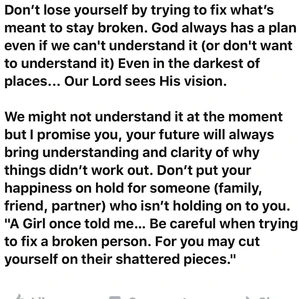 Don't lose yourself by trying to fix what's
meant to stay broken. God always has a plan
even if we can't understand it (or don't want
to understand it) Even in the darkest of
places... Our Lord sees His vision.
We might not understand it at the moment
but I promise you, your future will always
bring understanding and clarity of why
things didn't work out. Don't put your
happiness on hold for someone (family,
friend, partner) who isn't holding on to you.
"A Girl once told me... Be careful when trying
to fix a broken person. For you may cut
yourself on their shattered pieces."